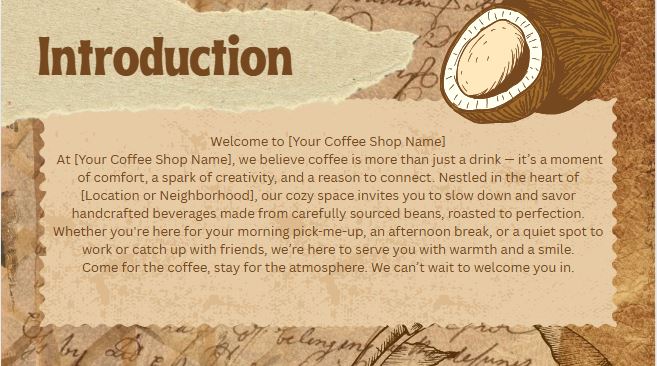 Introduction
Welcome to [Your Coffee Shop Name]
At [Your Coffee Shop Name], we believe coffee is more than just a drink — it's a moment
of comfort, a spark of creativity, and a reason to connect. Nestled in the heart of
[Location or Neighborhood], our cozy space invites you to slow down and savor
handcrafted beverages made from carefully sourced beans, roasted to perfection.
Whether you're here for your morning pick-me-up, an afternoon break, or a quiet spot to
work or catch up with friends, we're here to serve you with warmth and a smile.
Come for the coffee, stay for the atmosphere. We can't wait to welcome you in.
belonging